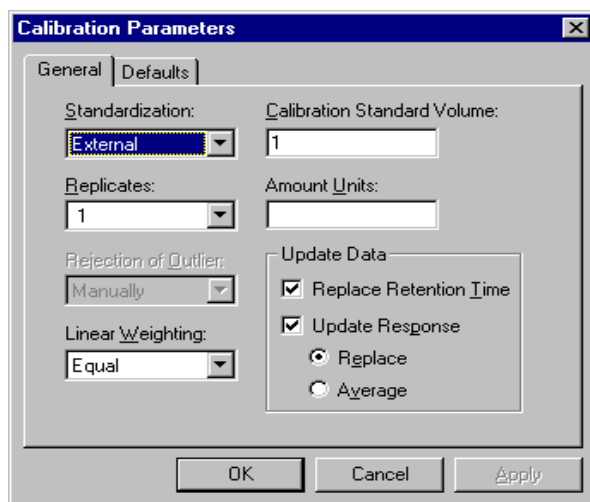 Calibration Parameters
General Defaults
Standardization: Calibration Standard Volume:
External 1
Replicates: Amount Units:
1
Rejection of Outlier: Update Data
Manually Replace Retention Time
Linear Weighting: Update Response
Equal Replace
Average
OK Cancel Apply